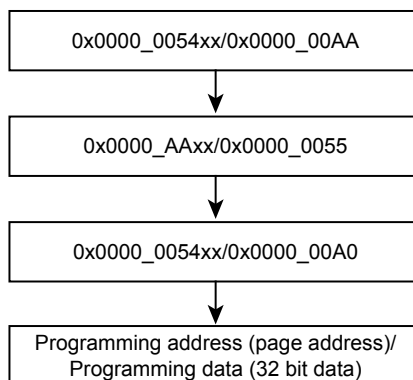 0x0000_0054xx/0x0000_00AA
0x0000_AAxx/0x0000_0055
0x0000_0054xx/0x0000_00A0
Programming address (page address)/
Programming data (32 bit data)